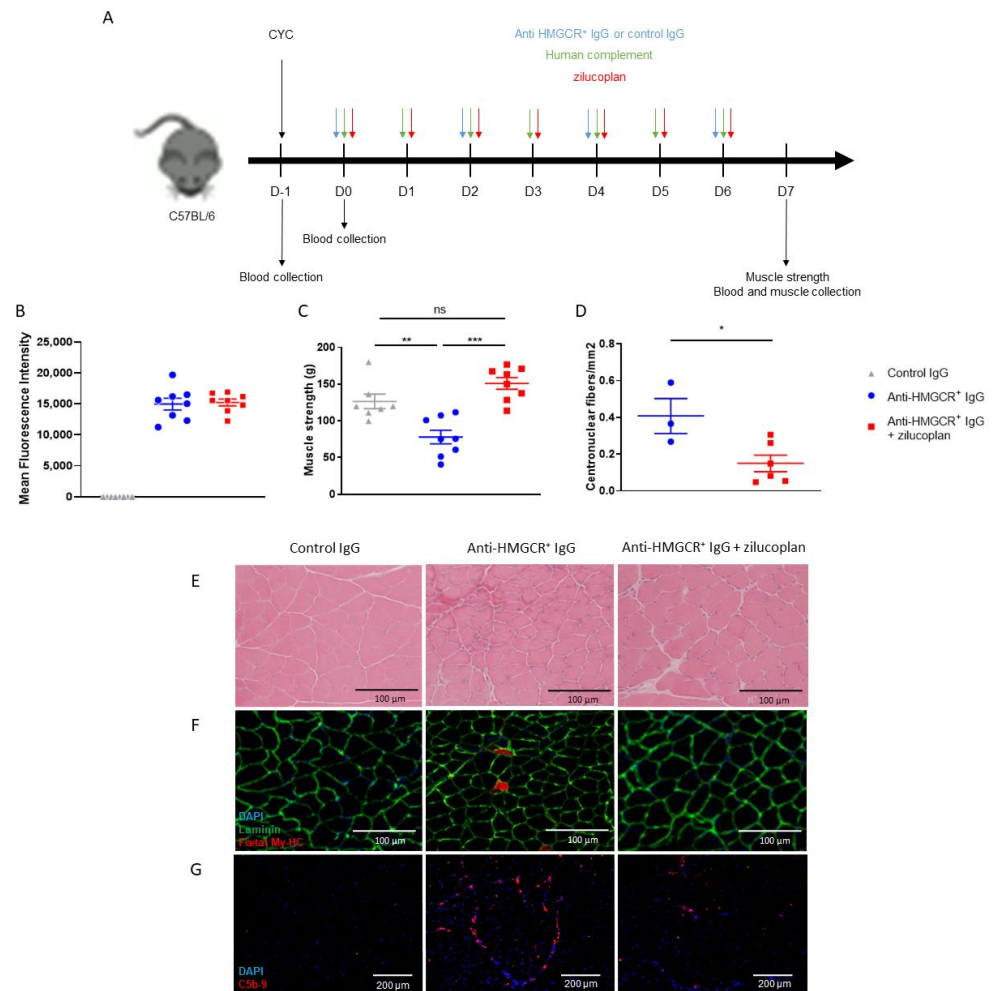 A
CYC
Anti HMGCR⁺ IgG or control IgG
Human complement
zilucoplan
C57BL/6
D-1 D0 D1 D2 D3 D4 D5 D6 D7
Blood collection
Blood collection
Muscle strength
Blood and muscle collection
B
Mean Fluorescence Intensity
25,000
20,000
15,000
10,000
5,000
0
C
ns
** ***
Muscle strength (g)
200
150
100
50
0
D
*
Centronuclear fibers/mm2
0.8
0.6
0.4
0.2
0.0
Control IgG
Anti-HMGCR⁺ IgG
Anti-HMGCR⁺ IgG
+ zilucoplan
Control IgG Anti-HMGCR⁺ IgG Anti-HMGCR⁺ IgG + zilucoplan
E
100 µm 100 µm 100 µm
F
DAPI
Laminin
Fœtal My-HC
100 µm 100 µm 100 µm
G
DAPI
C5b-9
200 µm 200 µm 200 µm